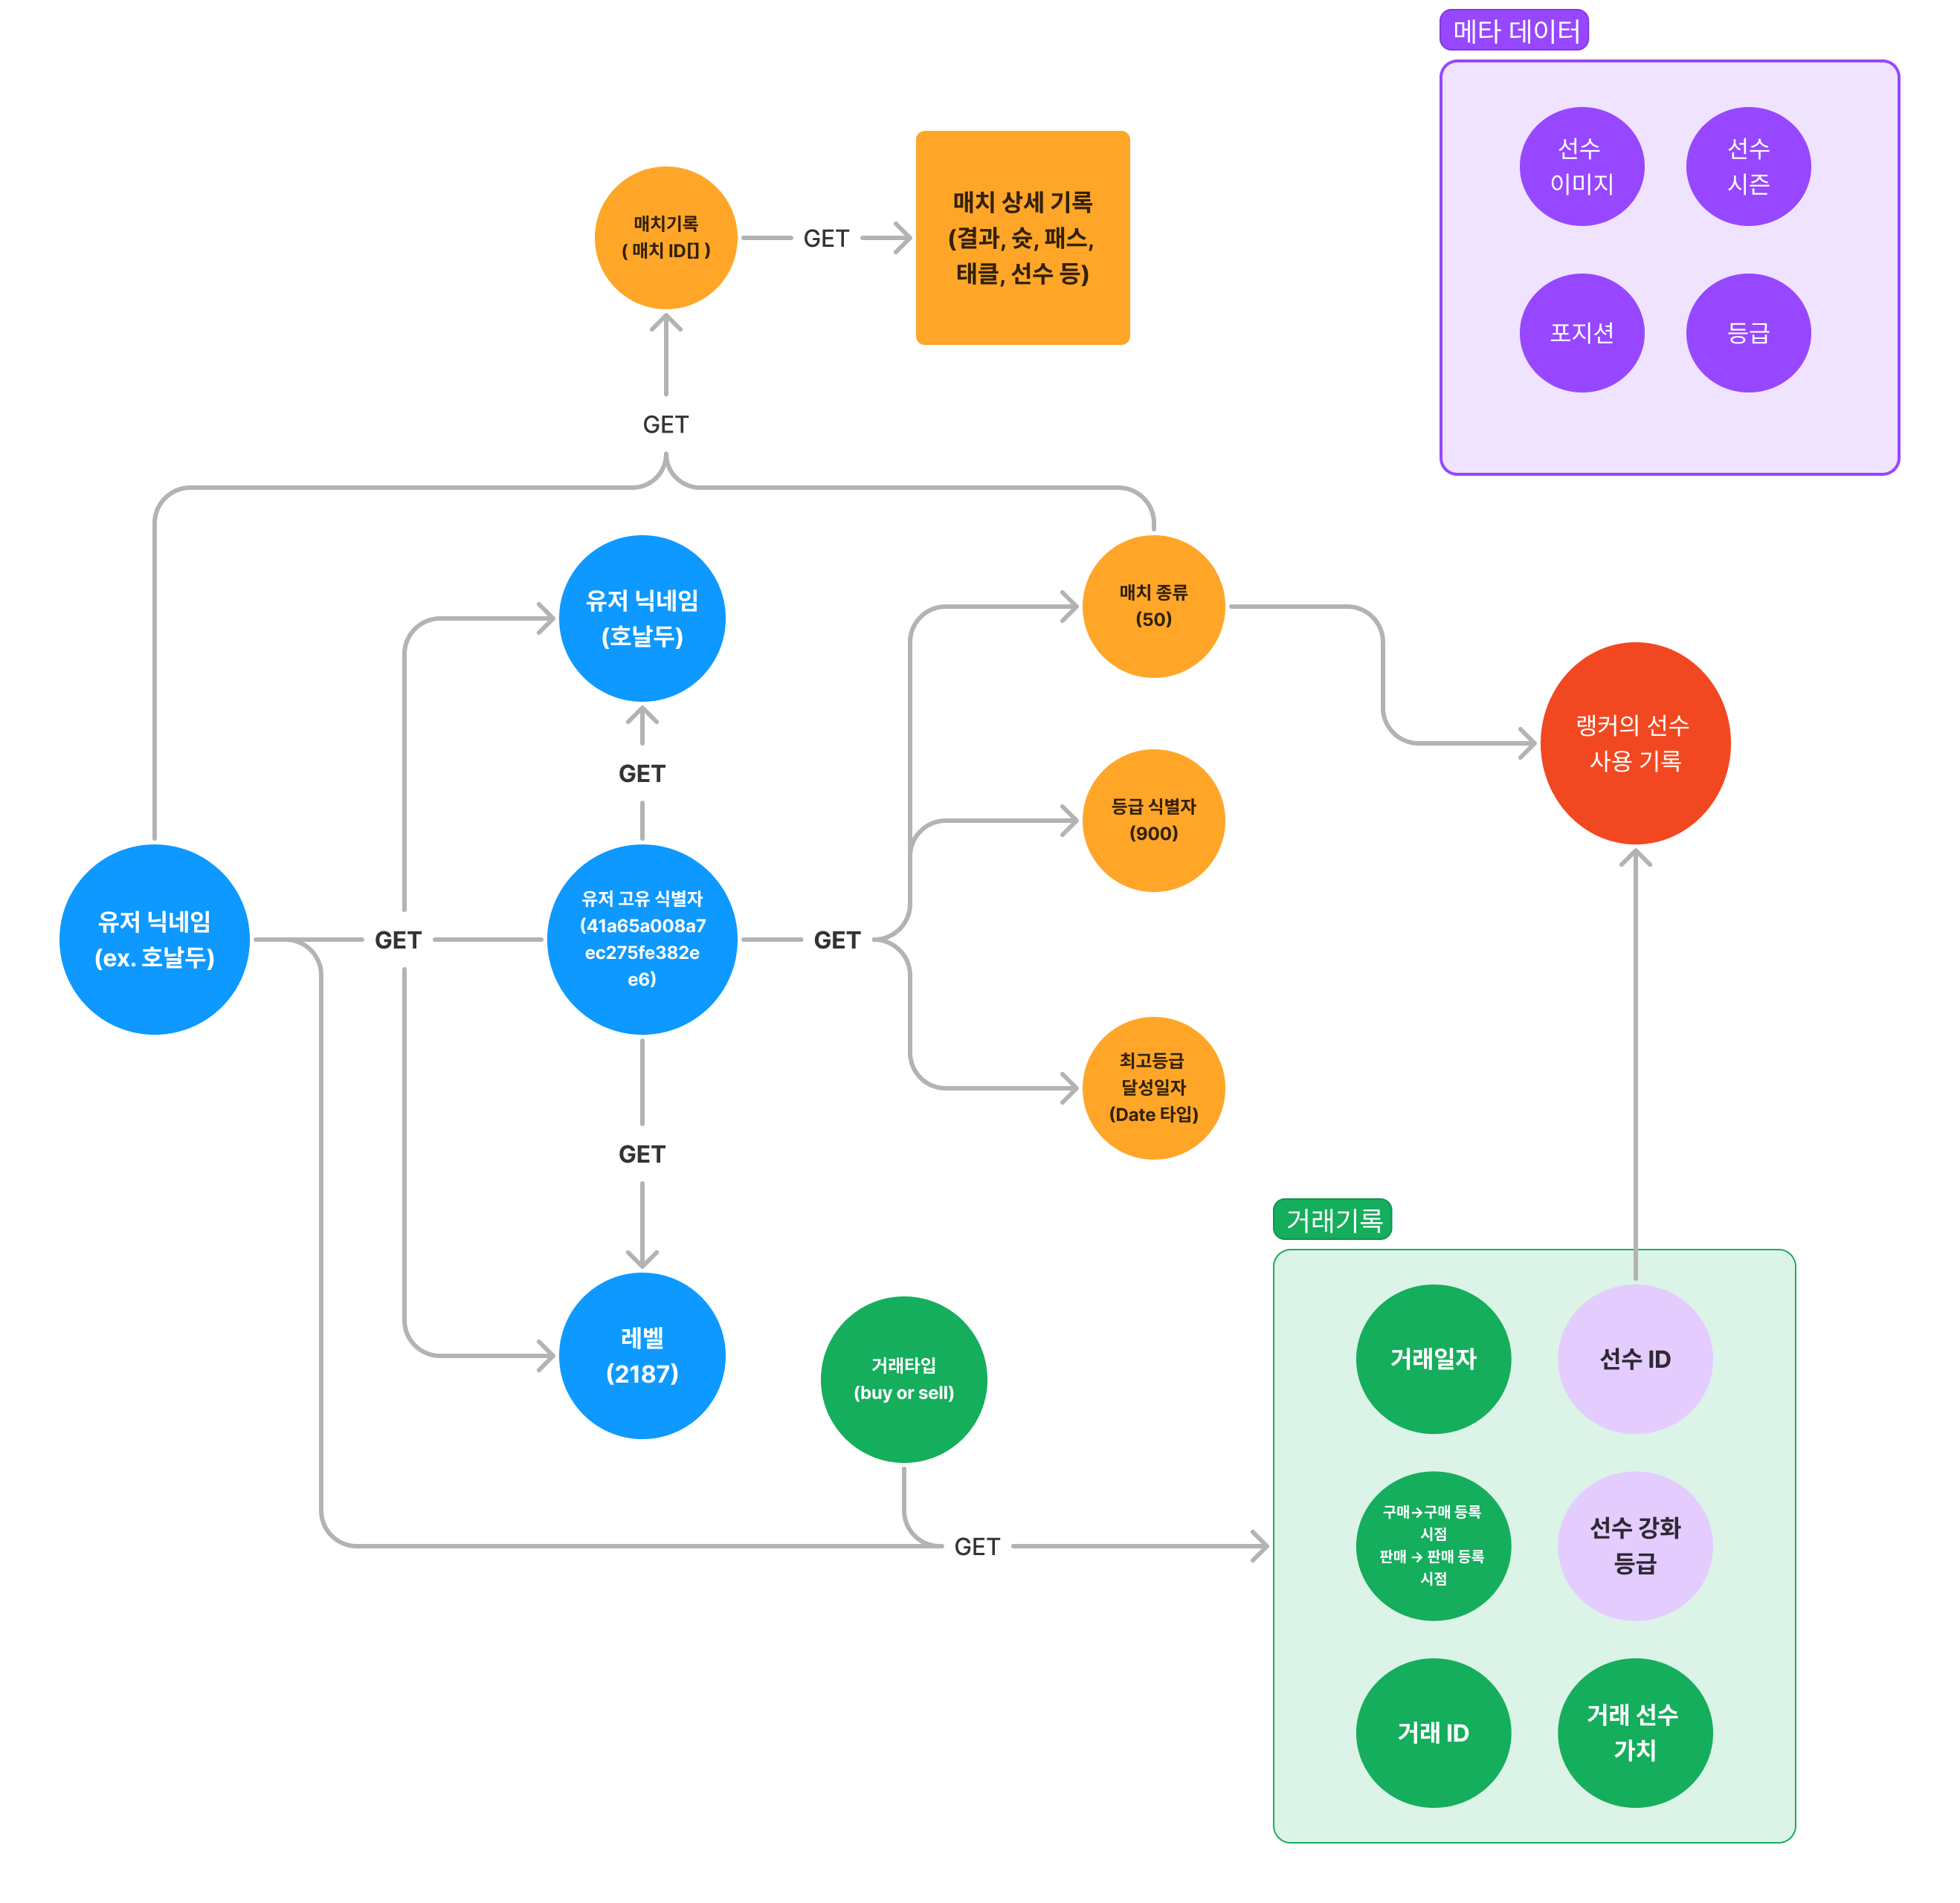 메타 데이터
선수
이미지
선수
시즌
포지션
등급
매치기록
( 매치 ID[] )
GET
매치 상세 기록
(결과, 슛, 패스,
태클, 선수 등)
GET
유저 닉네임
(호날두)
매치 종류
(50)
랭커의 선수
사용 기록
GET
등급 식별자
(900)
유저 닉네임
(ex. 호날두)
GET
유저 고유 식별자
(41a65a008a7
ec275fe382e
e6)
GET
최고등급
달성일자
(Date 타입)
GET
레벨
(2187)
거래타입
(buy or sell)
GET
거래기록
거래일자
선수 ID
구매→구매 등록
시점
판매 → 판매 등록
시점
선수 강화
등급
거래 ID
거래 선수
가치